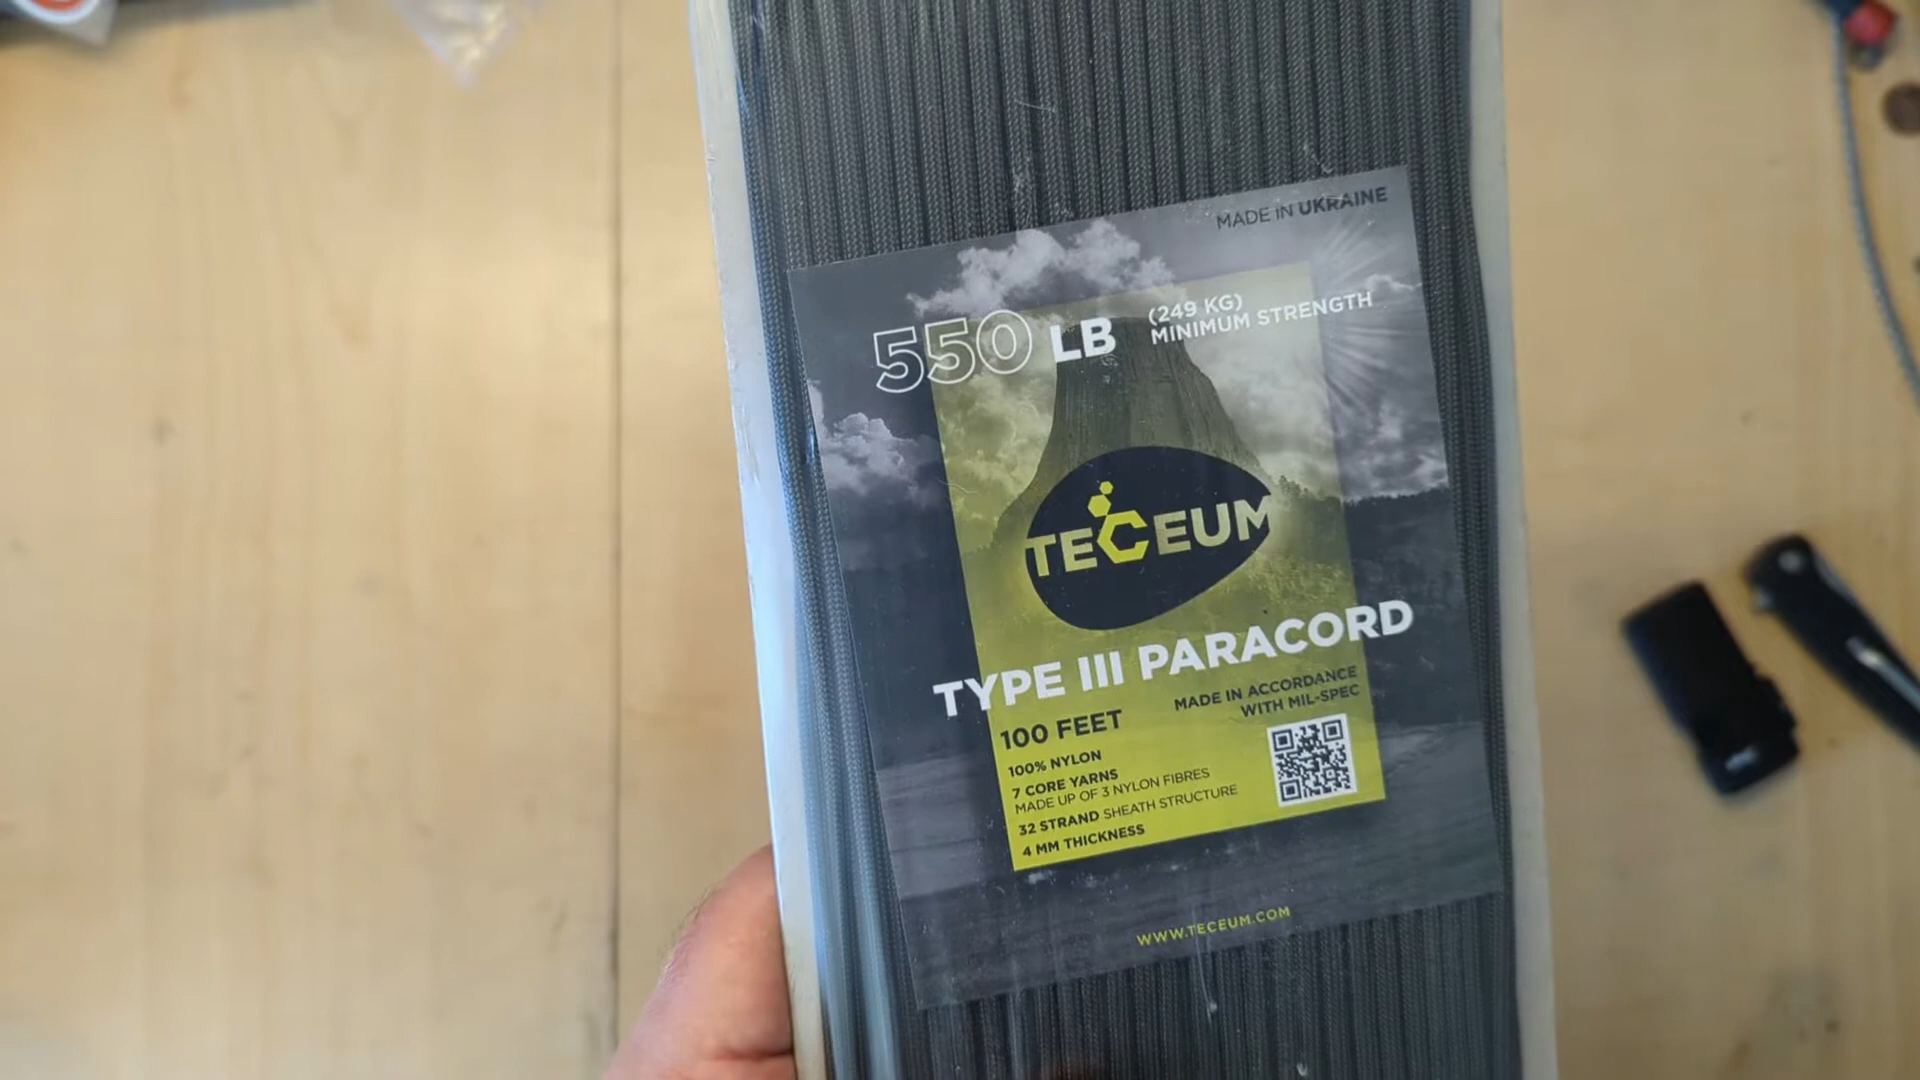 MADE IN UKRAINE
550 LB
(249 KG)
MINIMUM STRENGTH
TECEUM
TYPE III PARACORD
100 FEET
MADE IN ACCORDANCE
WITH MIL-SPEC
100% NYLON
7 CORE YARNS
MADE UP OF 3 NYLON FIBRES
32 STRAND SHEATH STRUCTURE
4 MM THICKNESS
WWW.TECEUM.COM